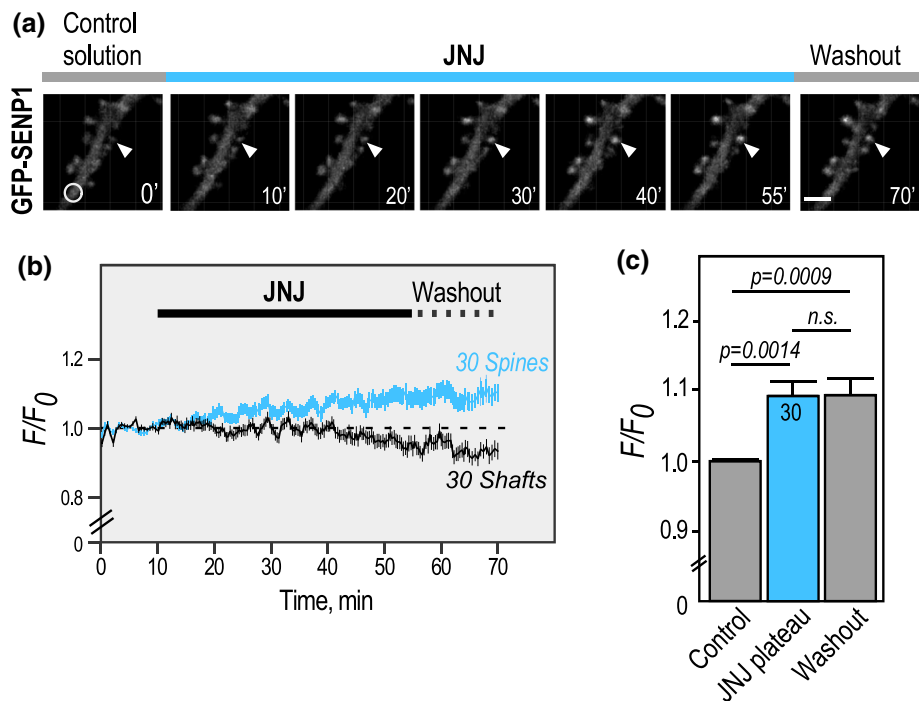 (a)
Control
solution
JNJ
Washout
GFP-SENP1
0'
10'
20'
30'
40'
55'
70'
(b)
JNJ
Washout
30 Spines
30 Shafts
F/F0
1.2
1.0
0.8
0
0
10
20
30
40
50
60
70
80
Time, min
(c)
p=0.0009
n.s.
p=0.0014
30
F/F0
1.2
1.1
1.0
0.9
0
Control
JNJ plateau
Washout